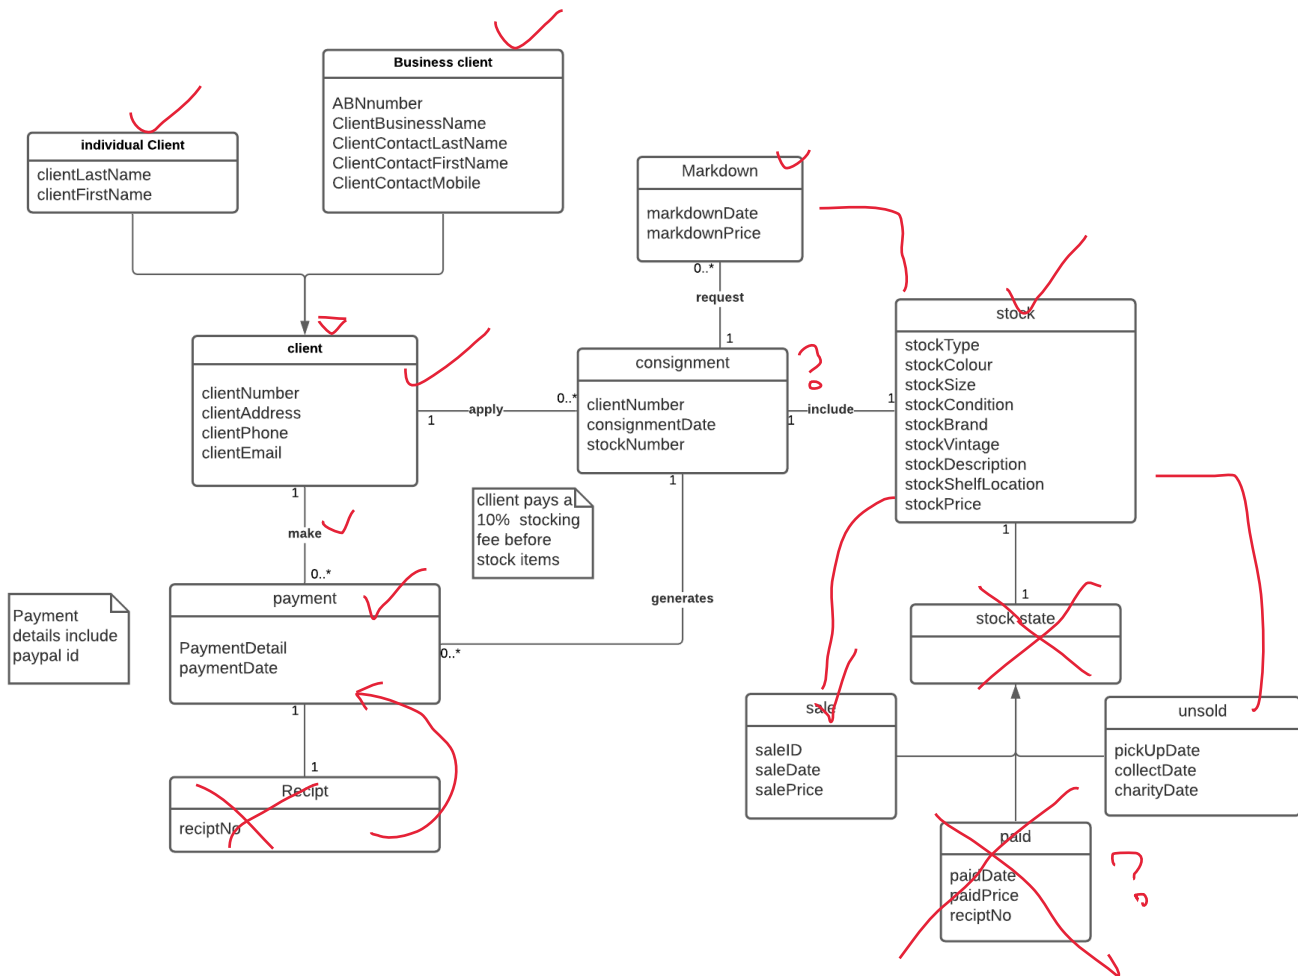 Business client
ABNnumber
ClientBusinessName
ClientContactLastName
ClientContactFirstName
ClientContactMobile
individual Client
clientLastName
clientFirstName
Markdown
markdownDate
markdownPrice
0..*
request
1
stock
stockType
stockColour
stockSize
stockCondition
stockBrand
stockVintage
stockDescription
stockShelfLocation
stockPrice
client
clientNumber
clientAddress
clientPhone
clientEmail
1
apply
0..*
consignment
clientNumber
consignmentDate
stockNumber
?
1
include
1
1
make
0..*
cllient pays a
10% stocking
fee before
stock items
1
generates
0..*
Payment
details include
paypal id
payment
PaymentDetail
paymentDate
1
1
Recipt
reciptNo
1
1
stock state
sale
saleID
saleDate
salePrice
unsold
pickUpDate
collectDate
charityDate
paid
paidDate
paidPrice
reciptNo
?